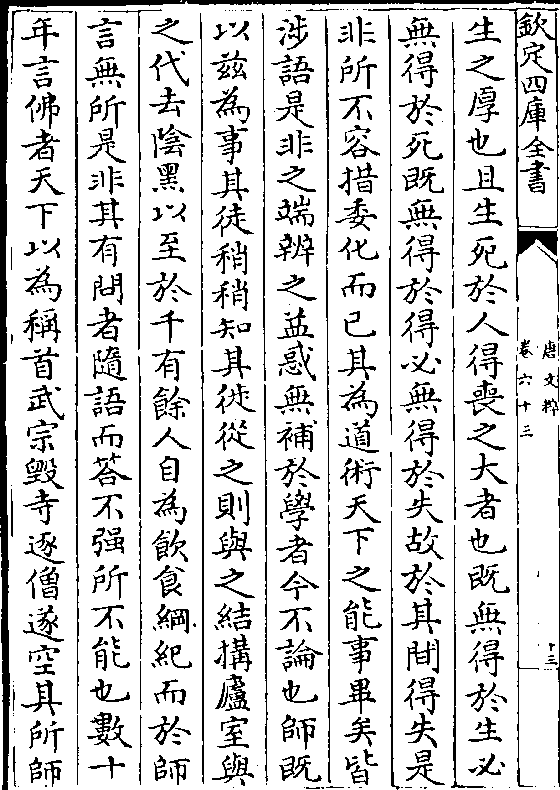 欽定四庫全書
唐文粹
卷六十三
十三
生之厚也且生死於人得喪之大者也既無得於生必
無得於死既無得於得必無得於失故於其間得失是
非所不容措委化而已其為道術天下之能事畢矣皆
涉語是非之端辨之益惑無補於學者今不論也師既
以兹為事其徒稍稍知其徒從之則與之結搆廬室與
之代去陰黑以至於千有餘人自為飲食綱紀而於師
言無所是非其有問者隨語而荅不强所不能也數十
年言佛者天下以為稱首武宗毁寺逐僧遂空其所師